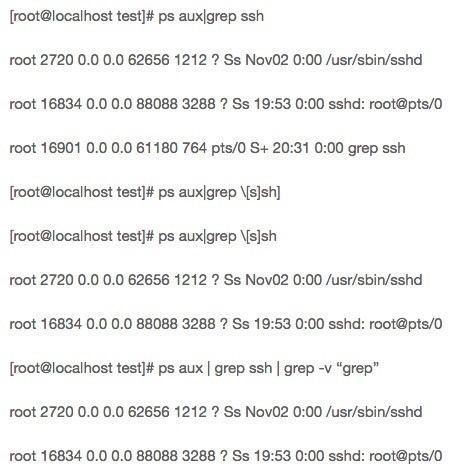 [root@localhost test]# ps aux|grep ssh
root 2720 0.0 0.0 62656 1212 ? Ss Nov02 0:00 /usr/sbin/sshd
root 16834 0.0 0.0 88088 3288 ? Ss 19:53 0:00 sshd: root@pts/0
root 16901 0.0 0.0 61180 764 pts/0 S+ 20:31 0:00 grep ssh
[root@localhost test]# ps aux|grep \[s]sh]
[root@localhost test]# ps aux|grep \[s]sh
root 2720 0.0 0.0 62656 1212 ? Ss Nov02 0:00 /usr/sbin/sshd
root 16834 0.0 0.0 88088 3288 ? Ss 19:53 0:00 sshd: root@pts/0
[root@localhost test]# ps aux | grep ssh | grep -v “grep”
root 2720 0.0 0.0 62656 1212 ? Ss Nov02 0:00 /usr/sbin/sshd
root 16834 0.0 0.0 88088 3288 ? Ss 19:53 0:00 sshd: root@pts/0